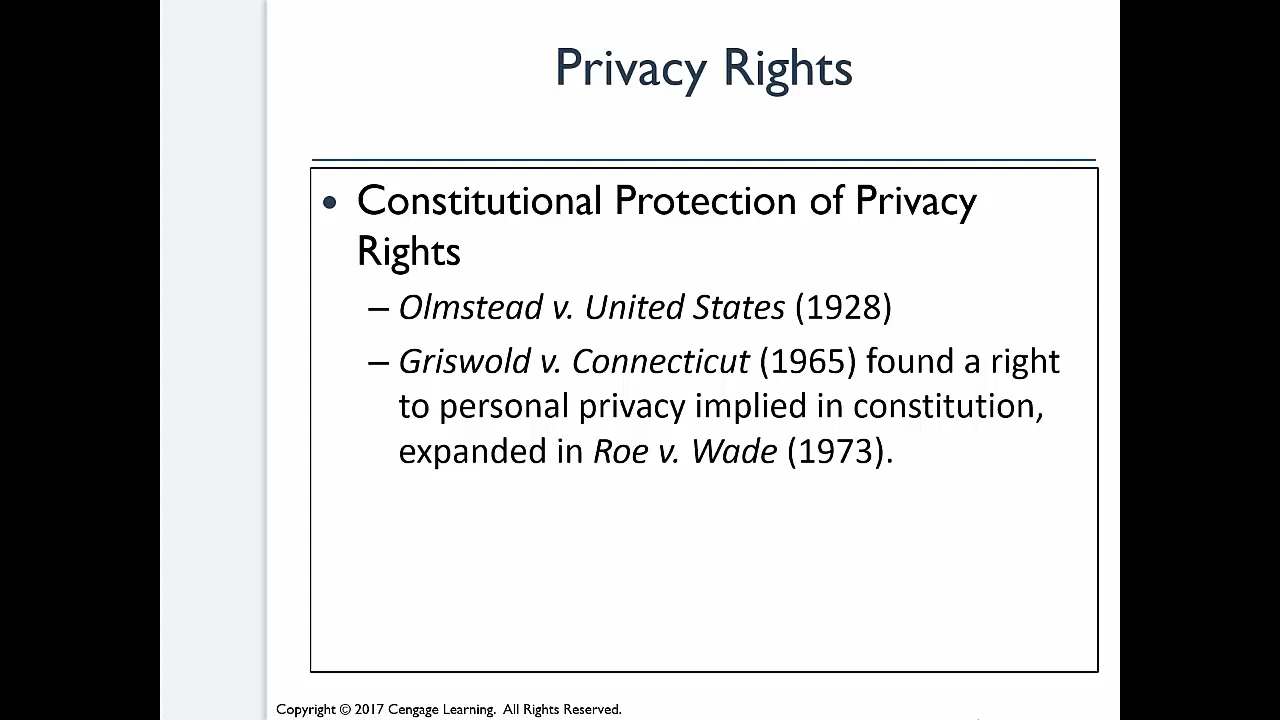 Privacy Rights
• Constitutional Protection of Privacy
Rights
– Olmstead v. United States (1928)
– Griswold v. Connecticut (1965) found a right
to personal privacy implied in constitution,
expanded in Roe v. Wade (1973).
Copyright © 2017 Cengage Learning. All Rights Reserved.